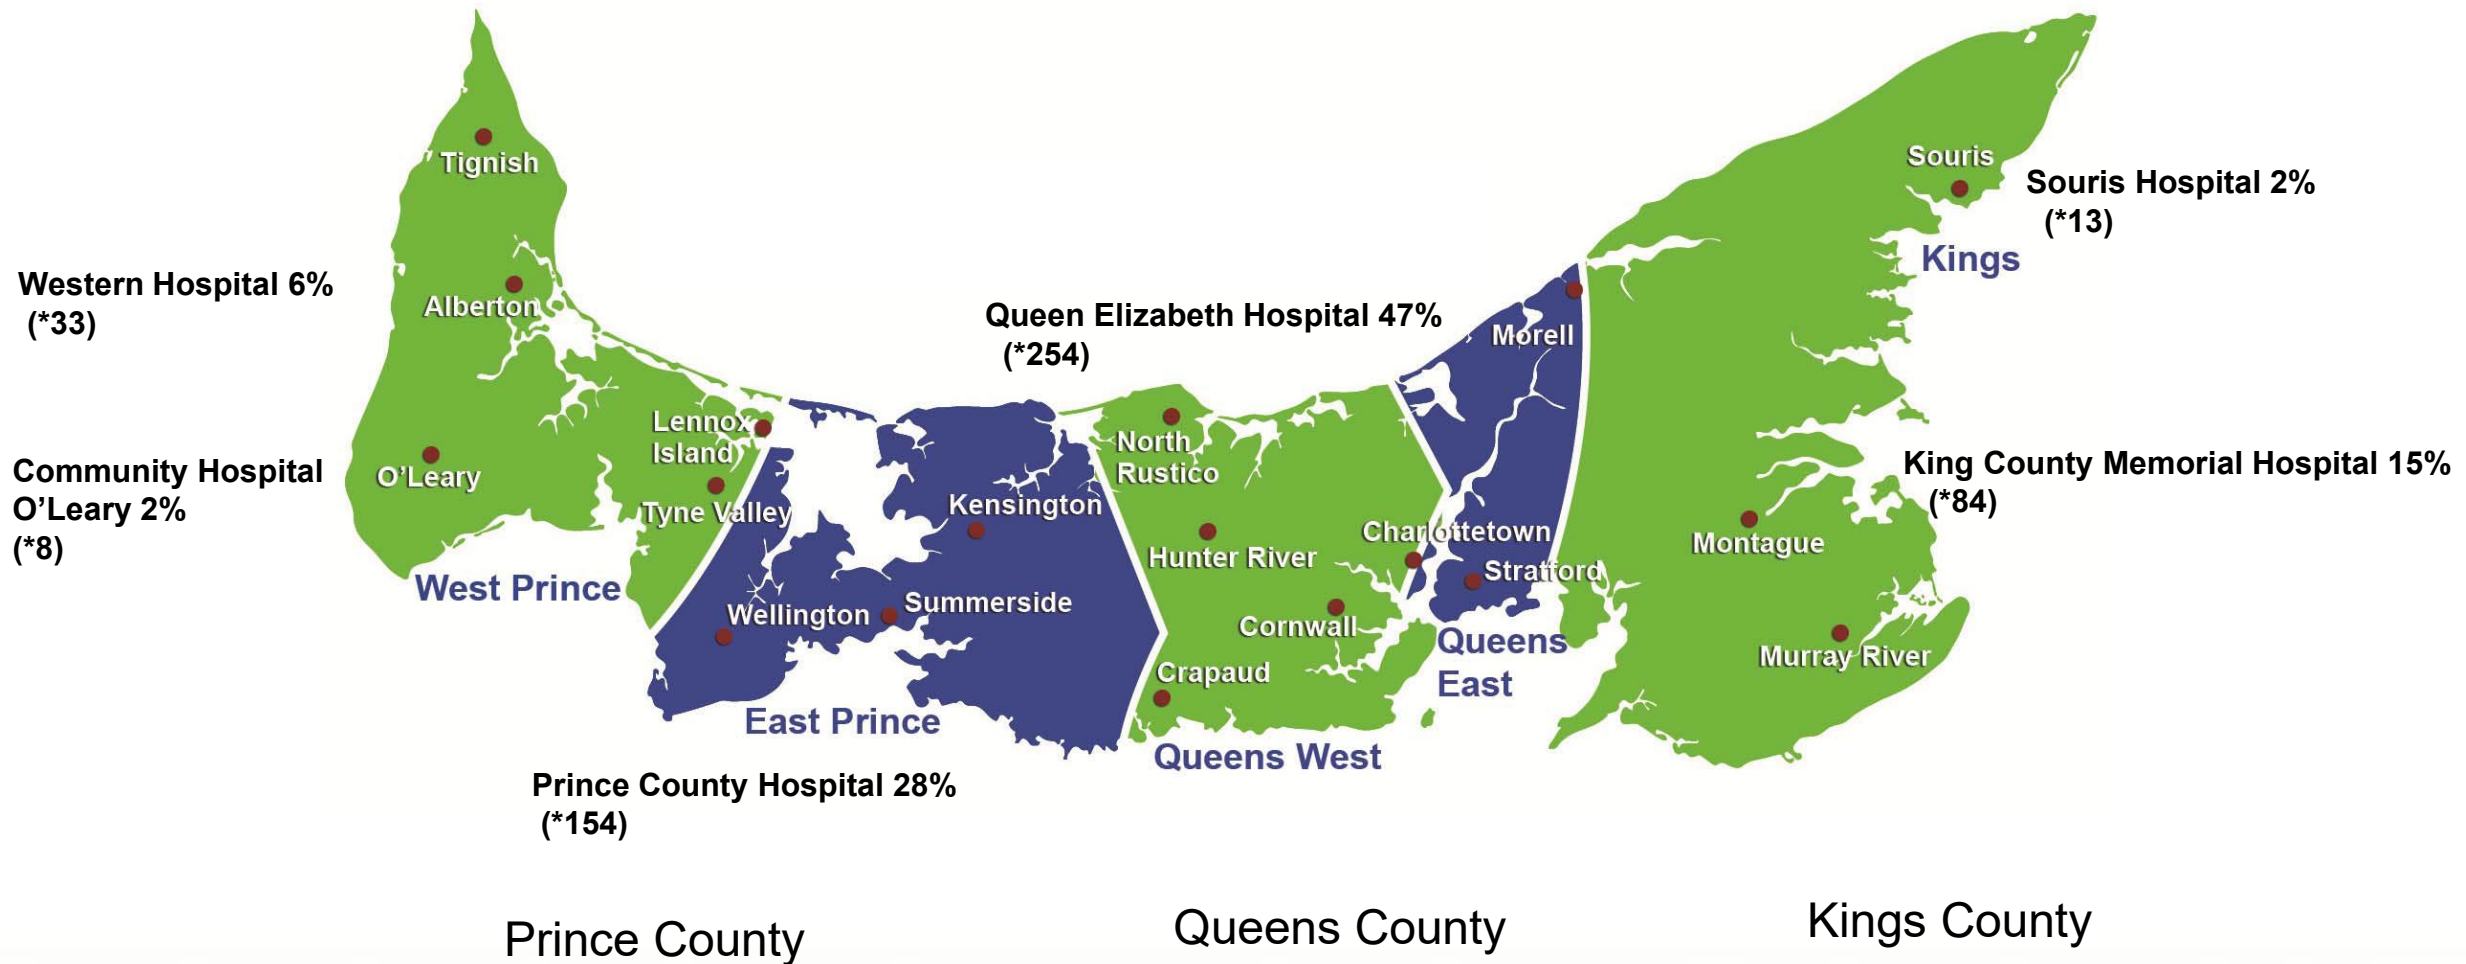 Tignish
Souris
Souris Hospital 2%
(*13)
Kings
Western Hospital 6%
(*33)
Alberton
Queen Elizabeth Hospital 47%
(*254)
Morell
Lennox
Island
North
Rustico
Community Hospital
O’Leary 2%
(*8)
O’Leary
Tyne Valley
Kensington
King County Memorial Hospital 15%
(*84)
Charlottetown
Hunter River
Montague
Stratford
West Prince
Wellington
Summerside
Cornwall
Queens
East
Murray River
Crapaud
East Prince
Queens West
Prince County Hospital 28%
(*154)
Prince County
Queens County
Kings County